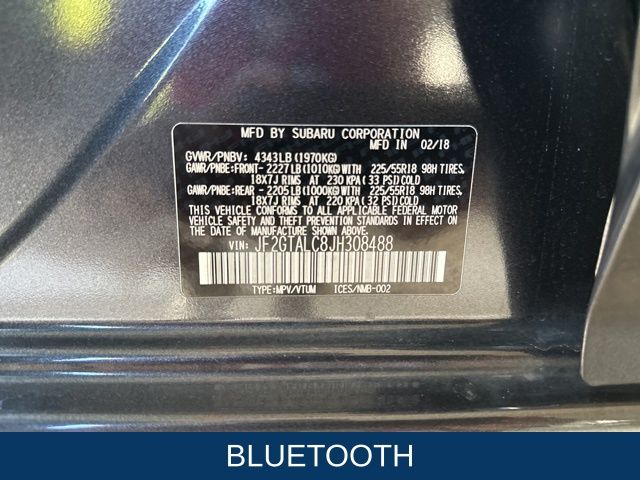 MFD BY SUBARU CORPORATION
MFD IN 02/18
GVWR/PNBV: 4343LB (1970KG)
GAWR/PNBE:FRONT- 2227LB (1010KG)WITH 225/55R18 98H TIRES,
18X7J RIMS AT 230 KPA ( 33 PSI) COLD
GAWR/PNBE:REAR - 2205LB (1000KG)WITH 225/55R18 98H TIRES,
18X7J RIMS AT 220 KPA ( 32 PSI) COLD
THIS VEHICLE CONFORMS TO ALL APPLICABLE FEDERAL MOTOR
VEHICLE SAFETY AND THEFT PREVENTION STANDARDS IN EFFECT ON
THE DATE OF MANUFACTURE SHOWN ABOVE.
VIN: JF2GTALC8JH308488
TYPE:MPV/VTUM ICES/NMB-002
BLUETOOTH